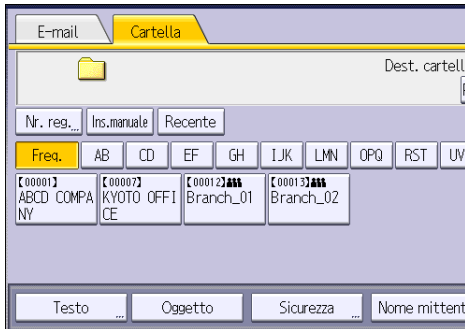 E-mail Cartella
Dest. cartell
Nr. reg. Ins.manuale Recente
Freq. AB CD EF GH IJK LMN OPQ RST UV
【00001】 【00007】 【00012】 【00013】
ABCD COMPA KYOTO OFFI Branch_01 Branch_02
NY CE
Testo Oggetto Sicurezza Nome mittent